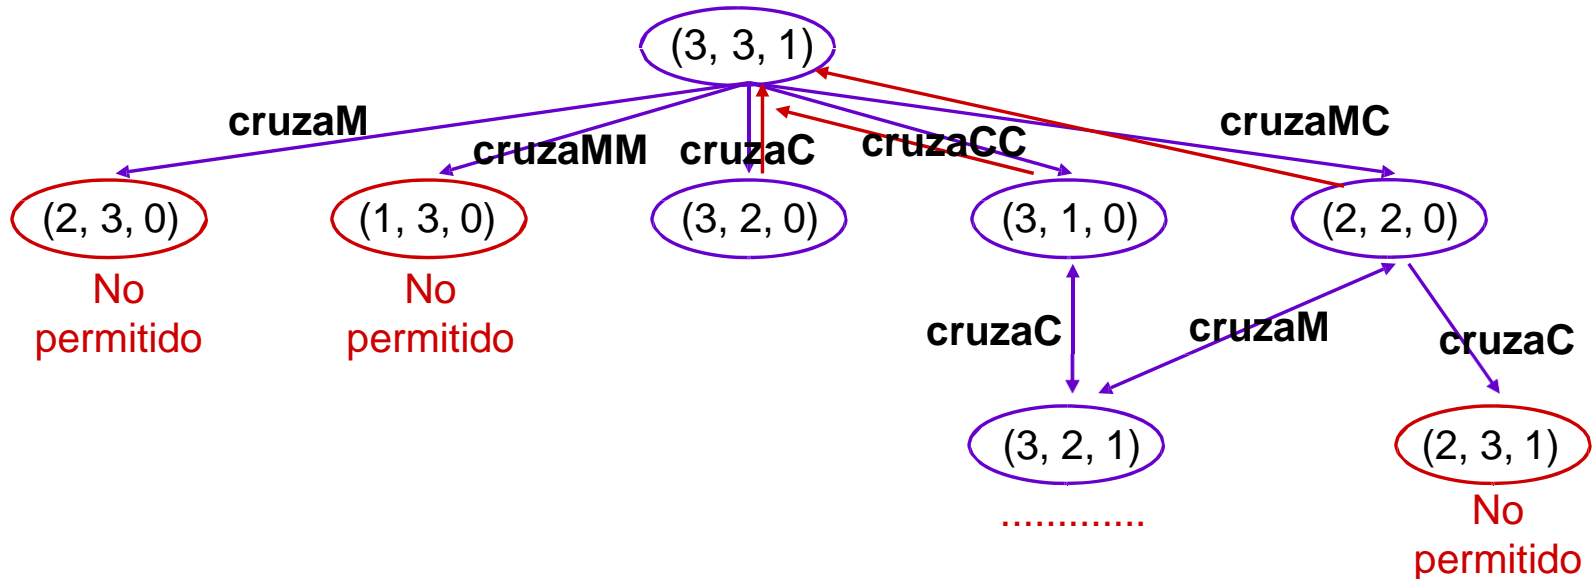 (3, 3, 1)
cruzaM
cruzaMM
cruzaC
cruzaCC
cruzaMC
(2, 3, 0)
(1, 3, 0)
(3, 2, 0)
(3, 1, 0)
(2, 2, 0)
No
permitido
No
permitido
cruzaC
cruzaM
cruzaC
(3, 2, 1)
(2, 3, 1)
.............
No
permitido